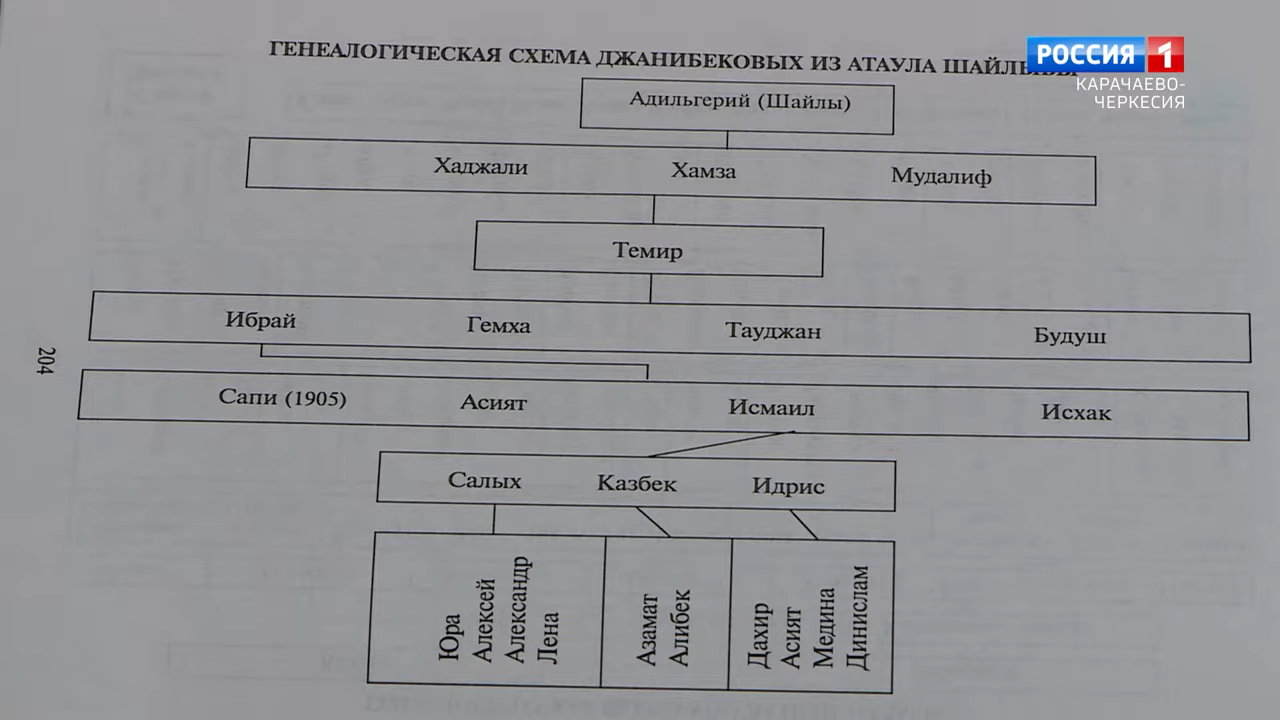 ГЕНЕАЛОГИЧЕСКАЯ СХЕМА ДЖАНИБЕКОВЫХ ИЗ АТАУЛА
РОССИЯ 1
КАРАЧАЕВО-
ЧЕРКЕСИЯ
Адильгерий (Шайлы)
Хаджали Хамза Мудалиф
Темир
Ибрай Гемха Тауджан Будуш
204
Сапи (1905) Асият Исмаил Исхак
Салых Казбек Идрис
Юра
Алексей
Александр
Лена
Азамат
Алибек
Дахир
Асият
Медина
Динислам